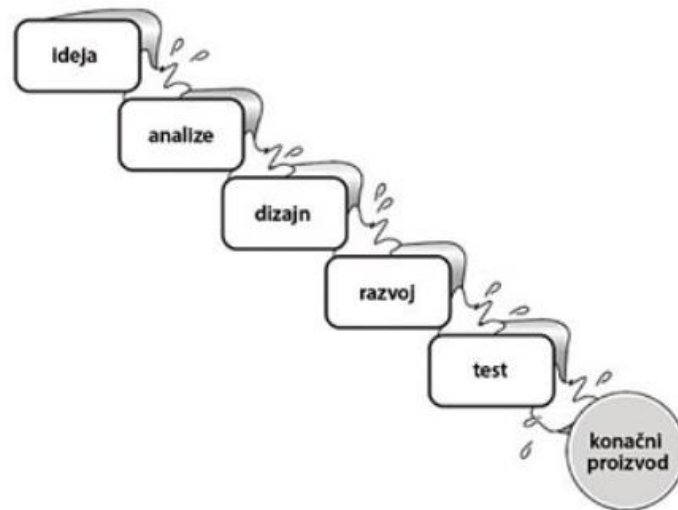 ideja
analize
dizajn
razvoj
test
konačni
proizvod